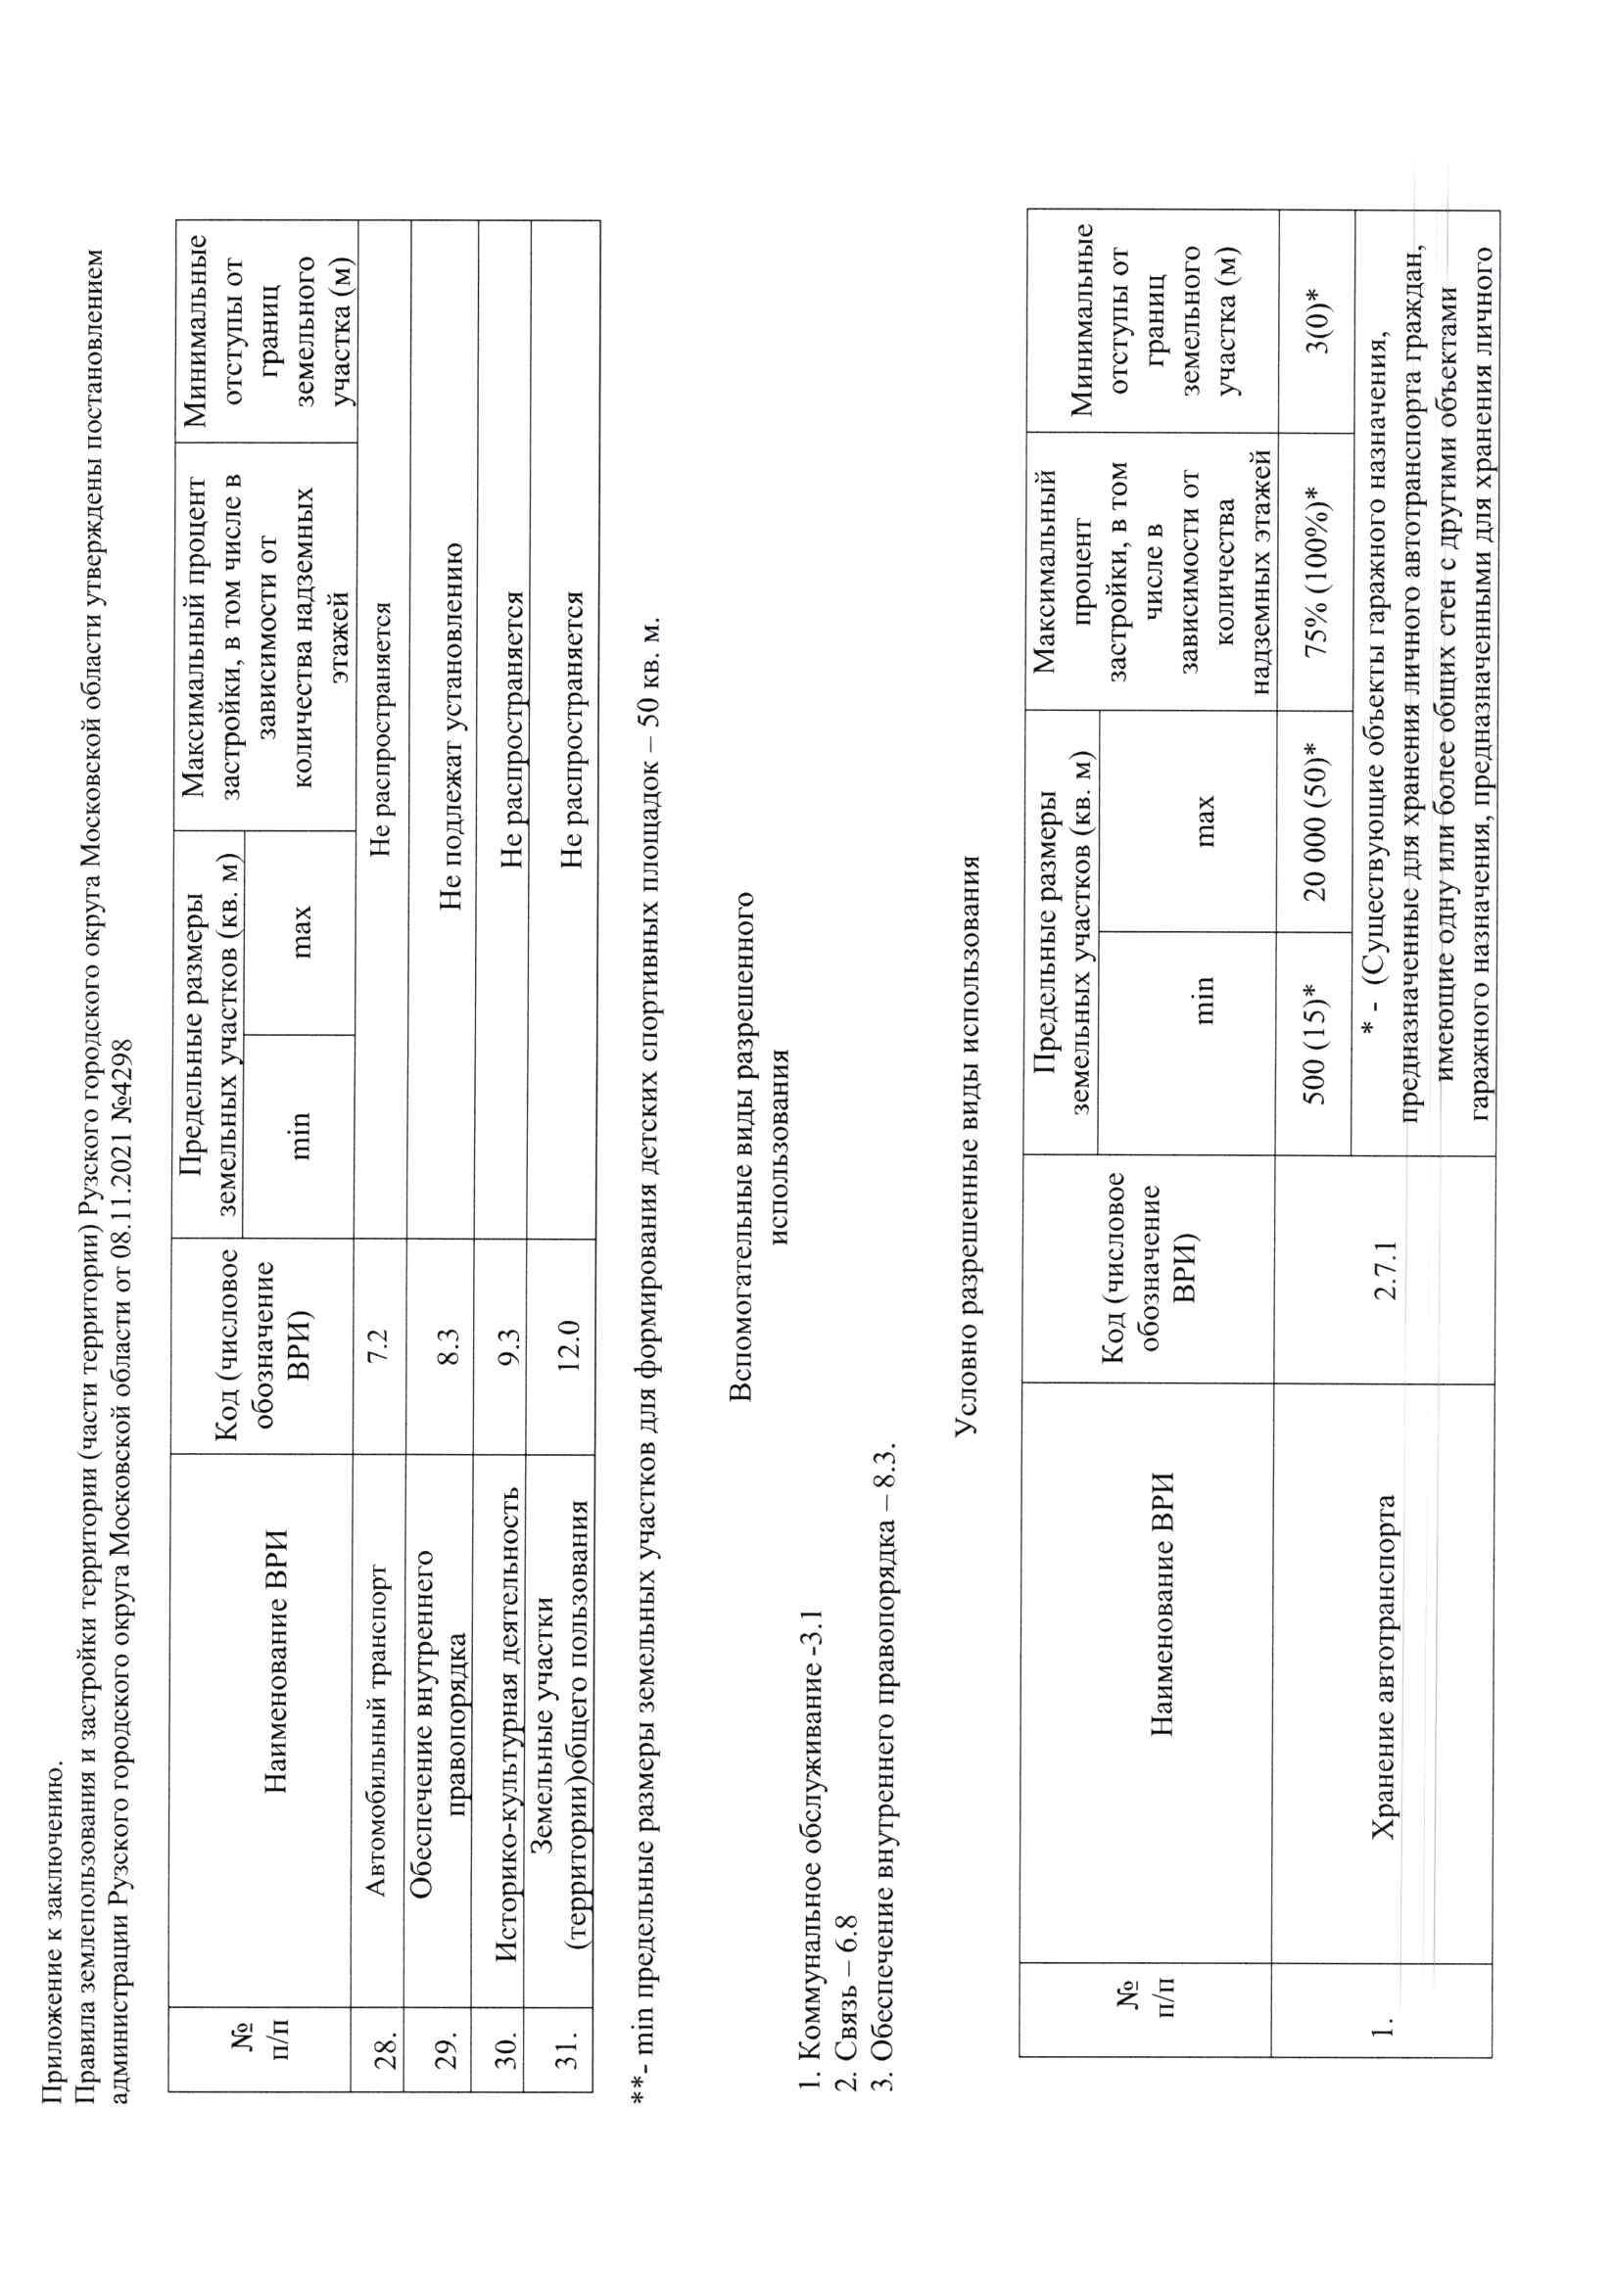 Приложение к заключению.
Правила землепользования и застройки территории (части территории) Рузского городского округа Московской области утверждены постановлением
администрации Рузского городского округа Московской области от 08.11.2021 №4298
№
п/п
Наименование ВРИ
Код (числовое
обозначение
ВРИ)
Предельные размеры
земельных участков (кв. м)
min
max
Максимальный процент
застройки, в том числе в
зависимости от
количества надземных
этажей
Минимальные
отступы от
границ
земельного
участка (м)
28.
Автомобильный транспорт
7.2
Не распространяется
29.
Обеспечение внутреннего
правопорядка
8.3
Не подлежат установлению
30.
Историко-культурная деятельность
9.3
Не распространяется
31.
Земельные участки
(территории)общего пользования
12.0
Не распространяется
**- min предельные размеры земельных участков для формирования детских спортивных площадок – 50 кв. м.
Вспомогательные виды разрешенного
использования
1. Коммунальное обслуживание -3.1
2. Связь – 6.8
3. Обеспечение внутреннего правопорядка – 8.3.
Условно разрешенные виды использования
№
п/п
Наименование ВРИ
Код (числовое
обозначение
ВРИ)
Предельные размеры
земельных участков (кв. м)
min
max
Максимальный
процент
застройки, в том
числе в
зависимости от
количества
надземных этажей
Минимальные
отступы от
границ
земельного
участка (м)
1.
Хранение автотранспорта
2.7.1
500 (15)*
20 000 (50)*
75% (100%)*
3(0)*
* - (Существующие объекты гаражного назначения,
предназначенные для хранения личного автотранспорта граждан,
имеющие одну или более общих стен с другими объектами
гаражного назначения, предназначенными для хранения личного